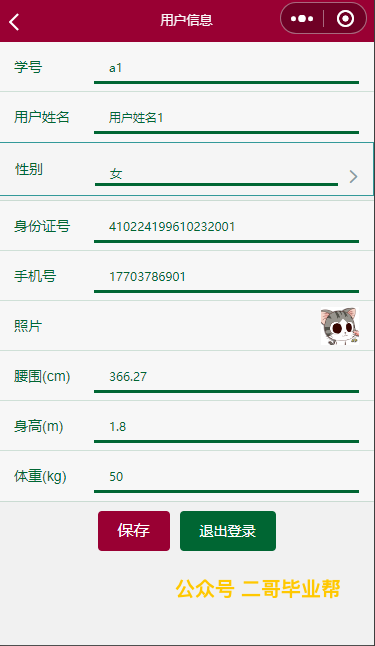 用户信息
学号 a1
用户姓名 用户姓名1
性别 女
身份证号 410224199610232001
手机号 17703786901
照片
腰围(cm) 366.27
身高(m) 1.8
体重(kg) 50
保存 退出登录
公众号 二哥毕业帮